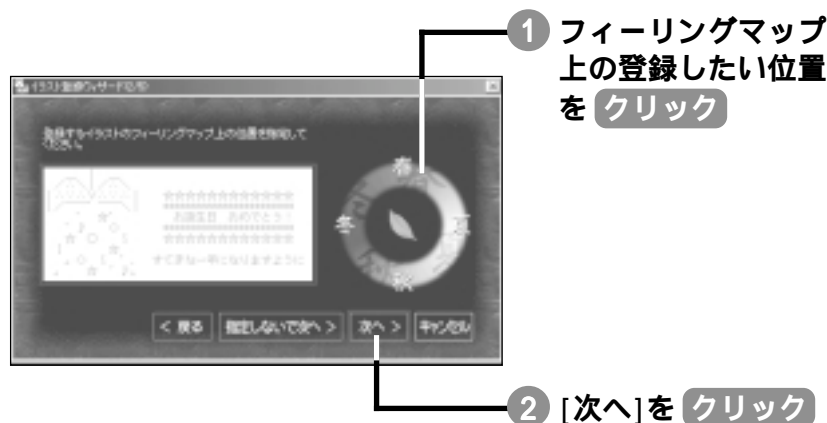 1 フィーリングマップ
上の登録したい位置
を クリック
イラスト登録ウィザード(2/5)
登録するイラストのフィーリングマップ上の位置を指定して
ください。
春
夏
秋
冬
☆☆☆☆☆☆☆☆☆☆☆☆
お誕生日 おめでとう!
☆☆☆☆☆☆☆☆☆☆☆☆
すてきな一年になりますように
< 戻る 指定しないで次へ > 次へ > キャンセル
2 [次へ]を クリック